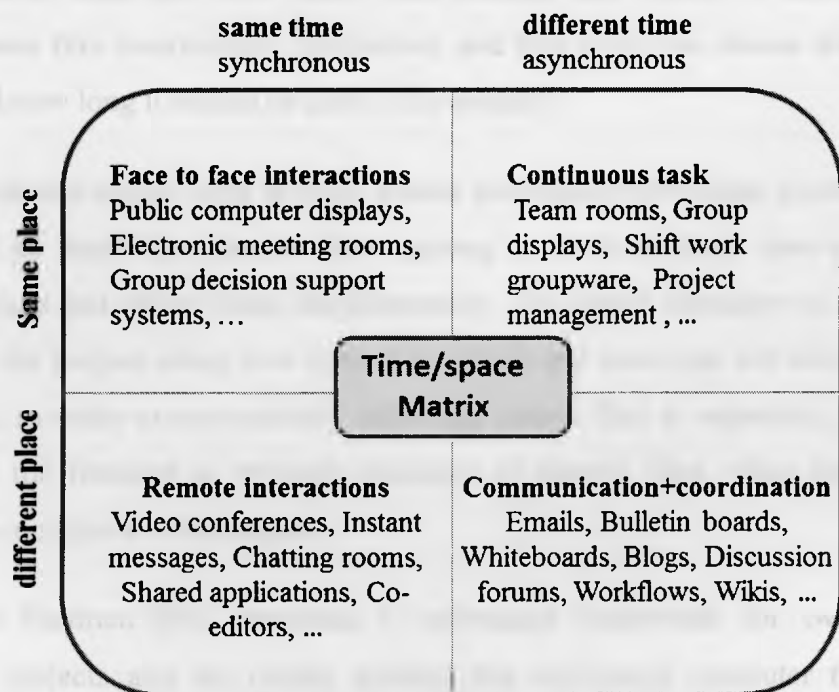 same time
synchronous
different time
asynchronous
Same place
Face to face interactions
Public computer displays,
Electronic meeting rooms,
Group decision support
systems, ...
Continuous task
Team rooms, Group
displays, Shift work
groupware, Project
management , ...
Time/space
Matrix
different place
Remote interactions
Video conferences, Instant
messages, Chatting rooms,
Shared applications, Co-
editors, ...
Communication+coordination
Emails, Bulletin boards,
Whiteboards, Blogs, Discussion
forums, Workflows, Wikis, ...